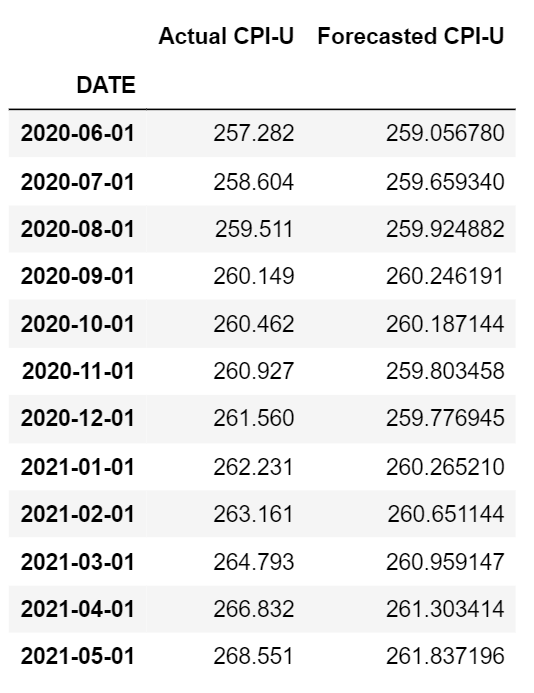 Actual CPI-U Forecasted CPI-U
DATE
2020-06-01 257.282 259.056780
2020-07-01 258.604 259.659340
2020-08-01 259.511 259.924882
2020-09-01 260.149 260.246191
2020-10-01 260.462 260.187144
2020-11-01 260.927 259.803458
2020-12-01 261.560 259.776945
2021-01-01 262.231 260.265210
2021-02-01 263.161 260.651144
2021-03-01 264.793 260.959147
2021-04-01 266.832 261.303414
2021-05-01 268.551 261.837196